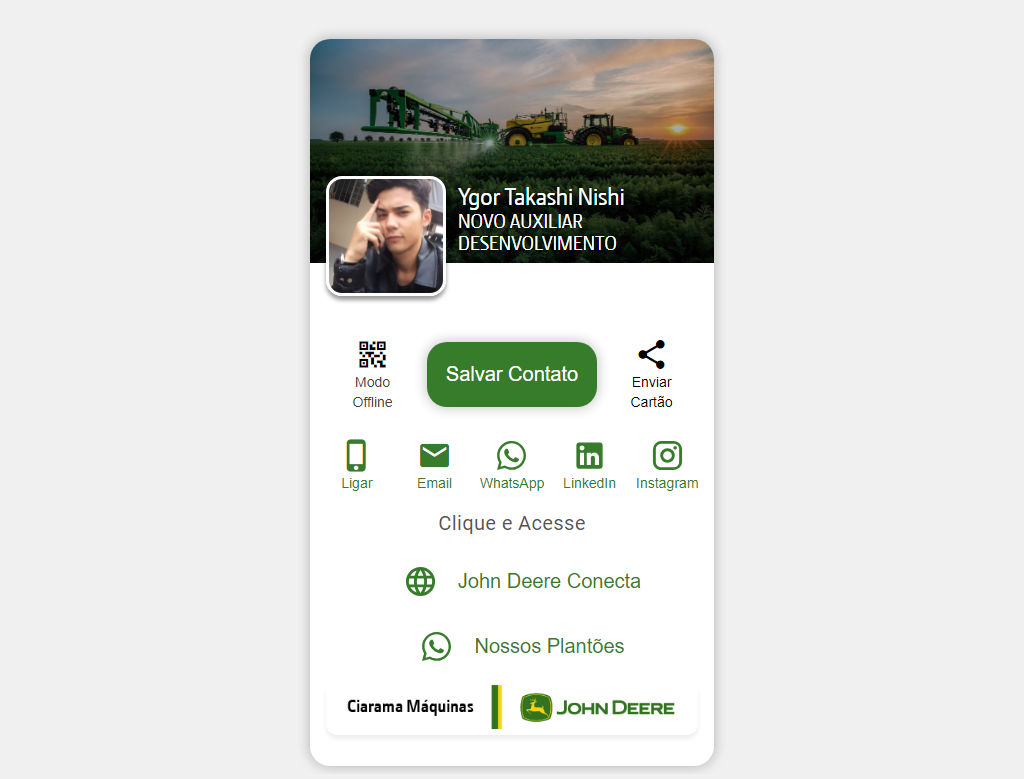 Ygor Takashi Nishi
NOVO AUXILIAR
DESENVOLVIMENTO
Modo
Offline
Salvar Contato
Enviar
Cartão
Ligar
Email
WhatsApp
LinkedIn
Instagram
Clique e Acesse
John Deere Conecta
Nossos Plantões
Ciarama Máquinas
JOHN DEERE